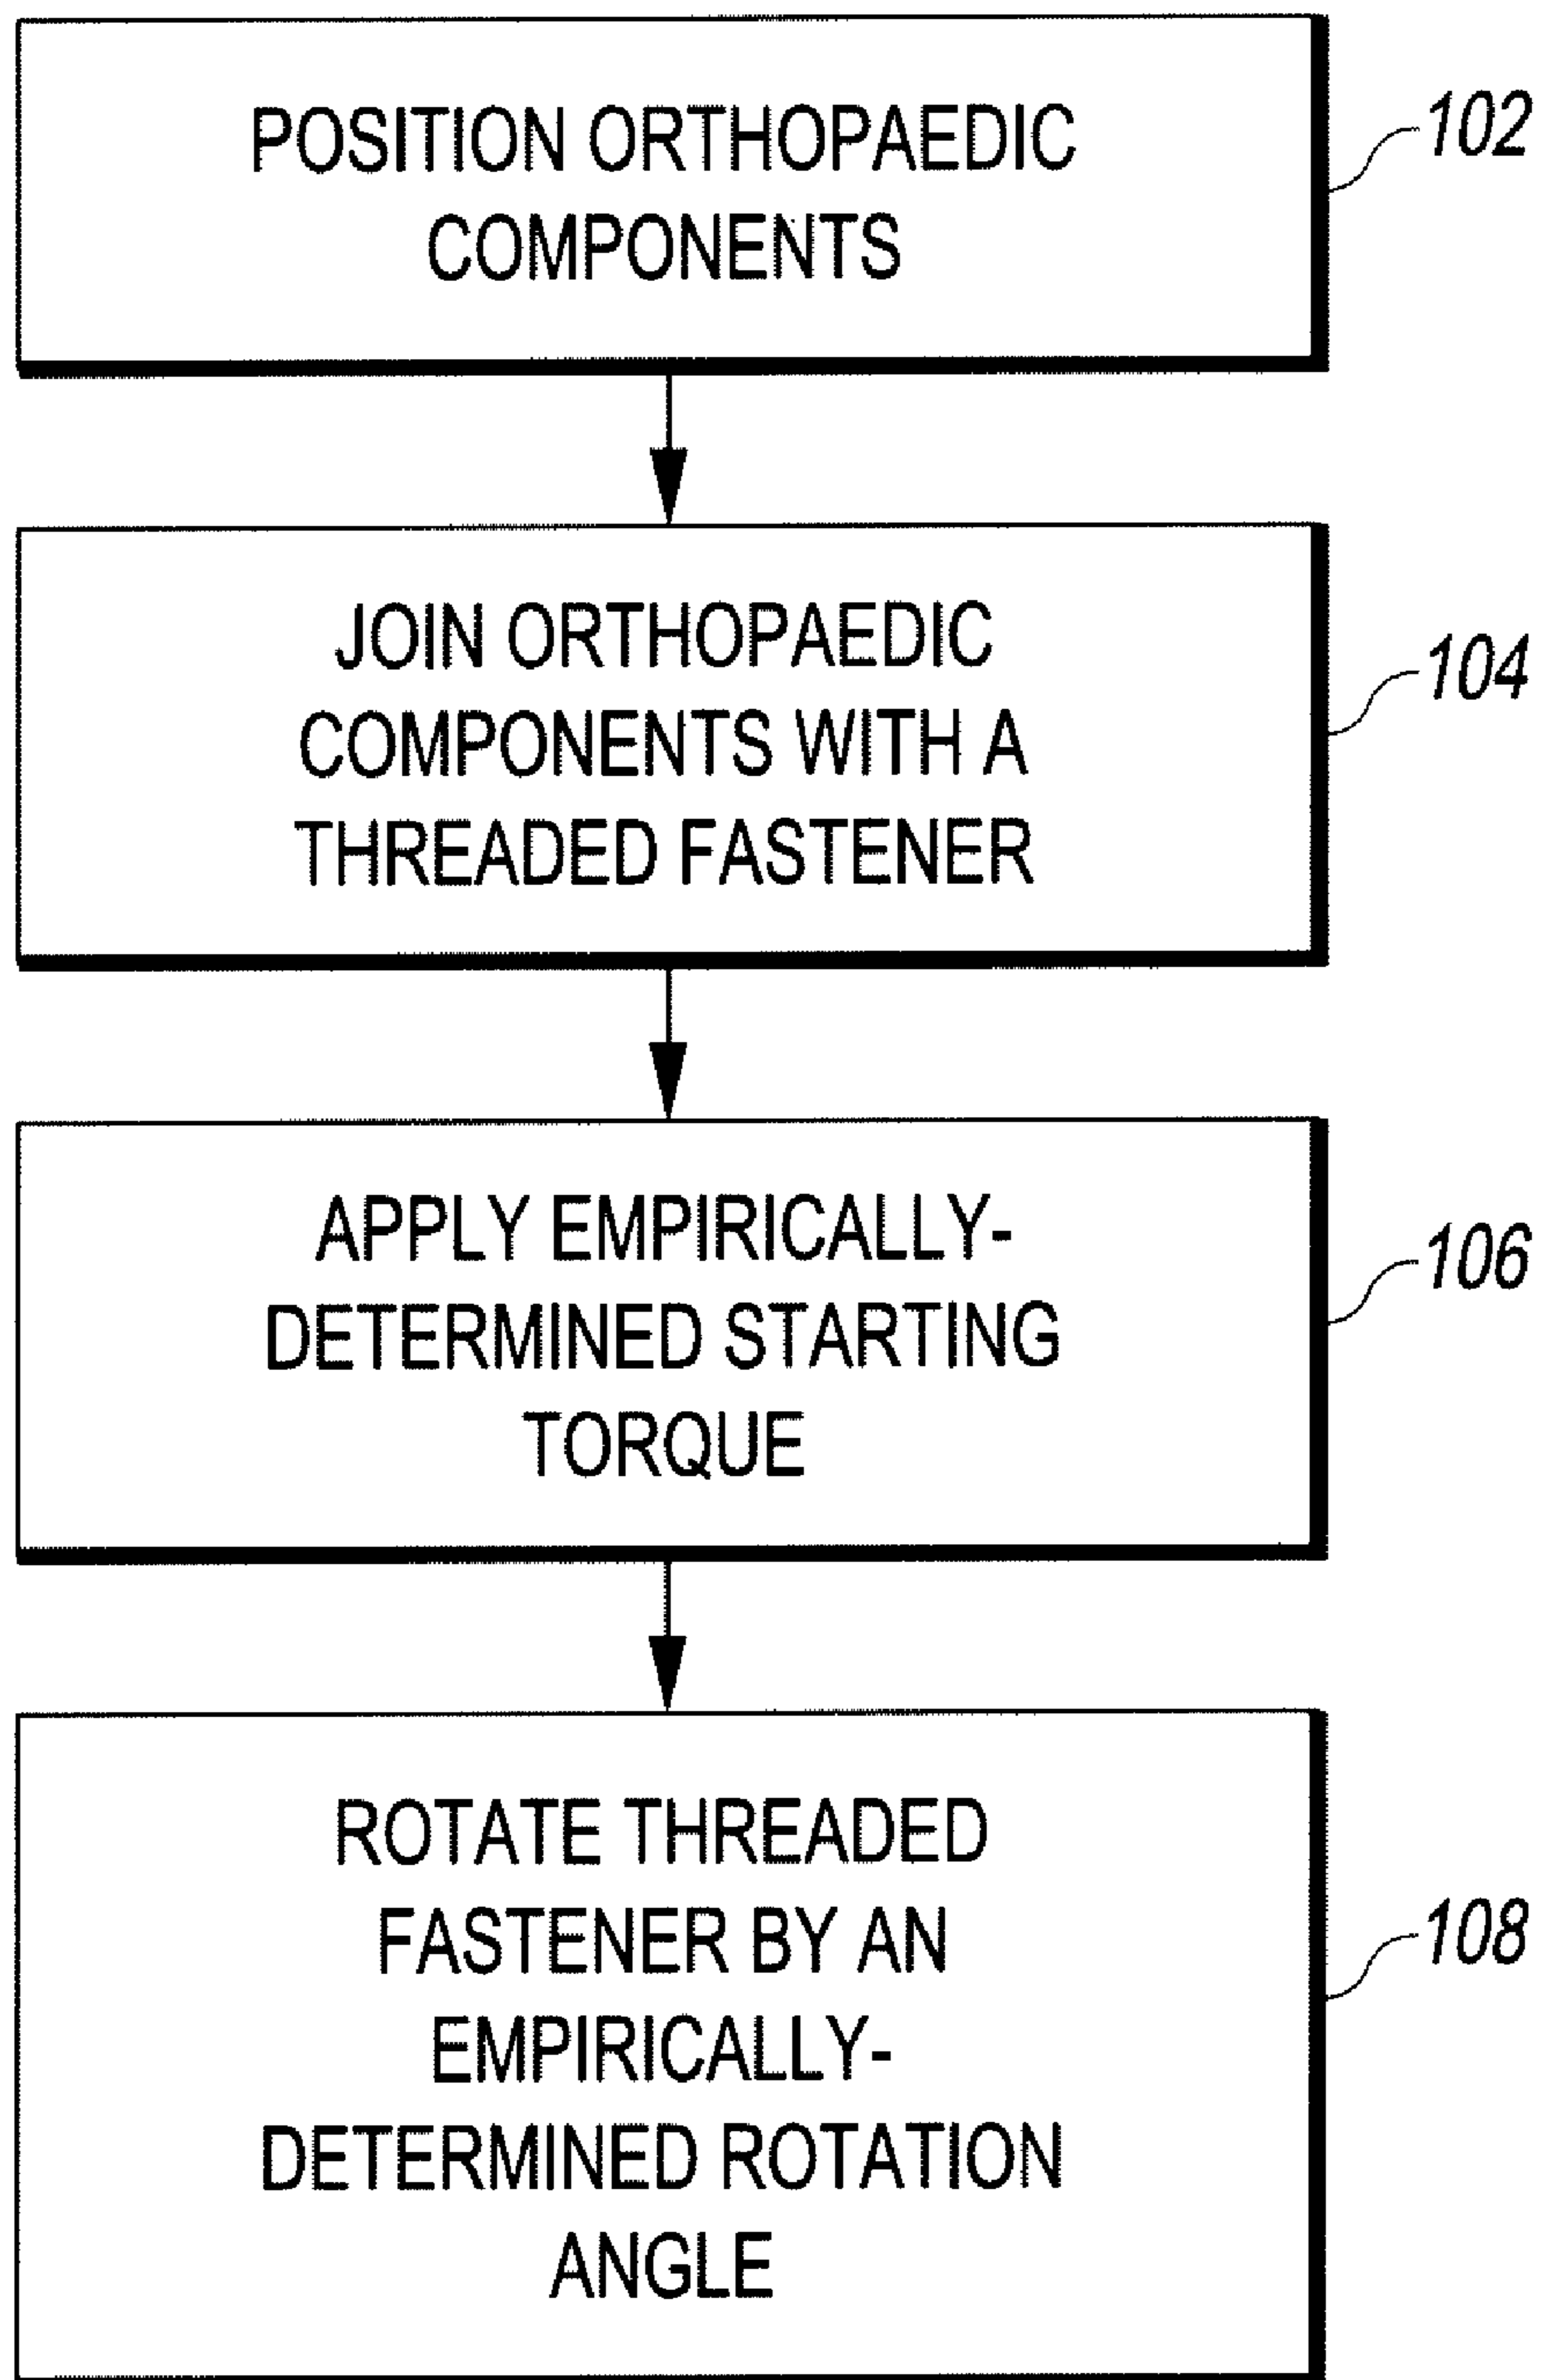 POSITION ORTHOPAEDIC
COMPONENTS
102
JOIN ORTHOPAEDIC
COMPONENTS WITH A
THREADED FASTENER
104
APPLY EMPIRICALLY-
DETERMINED STARTING
TORQUE
106
ROTATE THREADED
FASTENER BY AN
EMPIRICALLY-
DETERMINED ROTATION
ANGLE
108